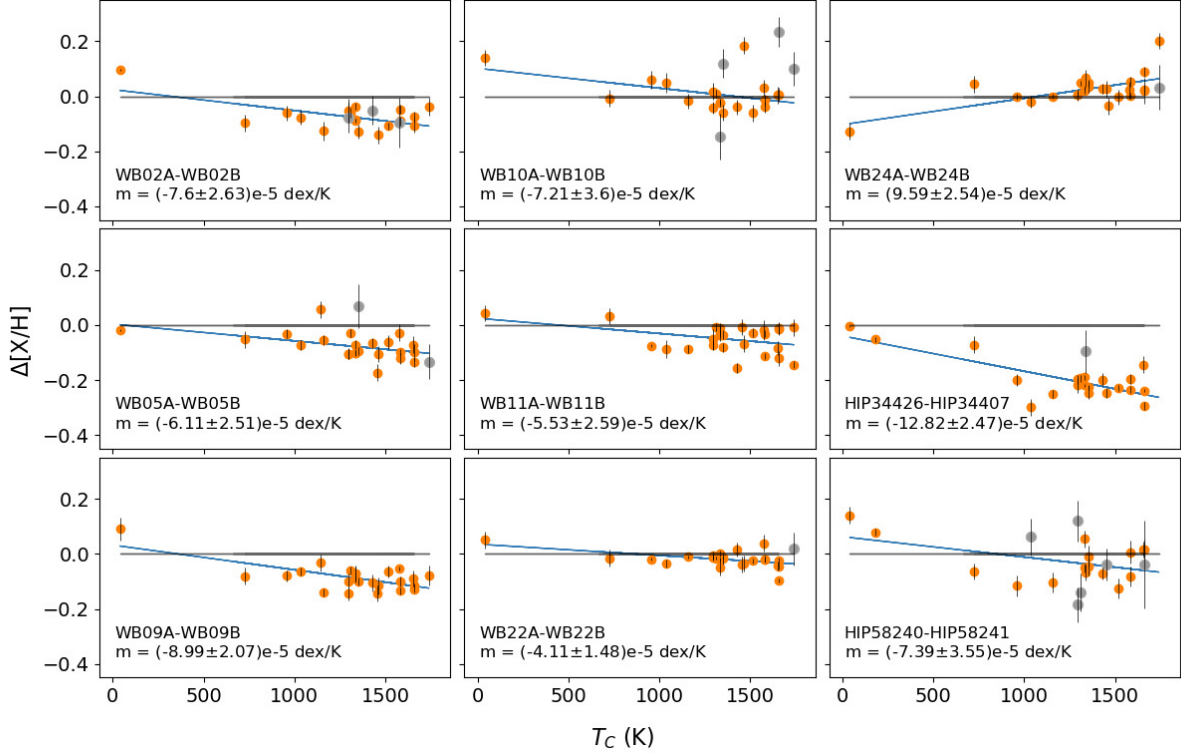 0.2
0.0
−0.2
−0.4
WB02A-WB02B
m = (-7.6±2.63)e-5 dex/K
WB10A-WB10B
m = (-7.21±3.6)e-5 dex/K
WB24A-WB24B
m = (9.59±2.54)e-5 dex/K
Δ[X/H]
0.2
0.0
−0.2
−0.4
WB05A-WB05B
m = (-6.11±2.51)e-5 dex/K
WB11A-WB11B
m = (-5.53±2.59)e-5 dex/K
HIP34426-HIP34407
m = (-12.82±2.47)e-5 dex/K
0.2
0.0
−0.2
−0.4
WB09A-WB09B
m = (-8.99±2.07)e-5 dex/K
WB22A-WB22B
m = (-4.11±1.48)e-5 dex/K
HIP58240-HIP58241
m = (-7.39±3.55)e-5 dex/K
0 500 1000 1500
0 500 1000 1500
0 500 1000 1500
T_C (K)